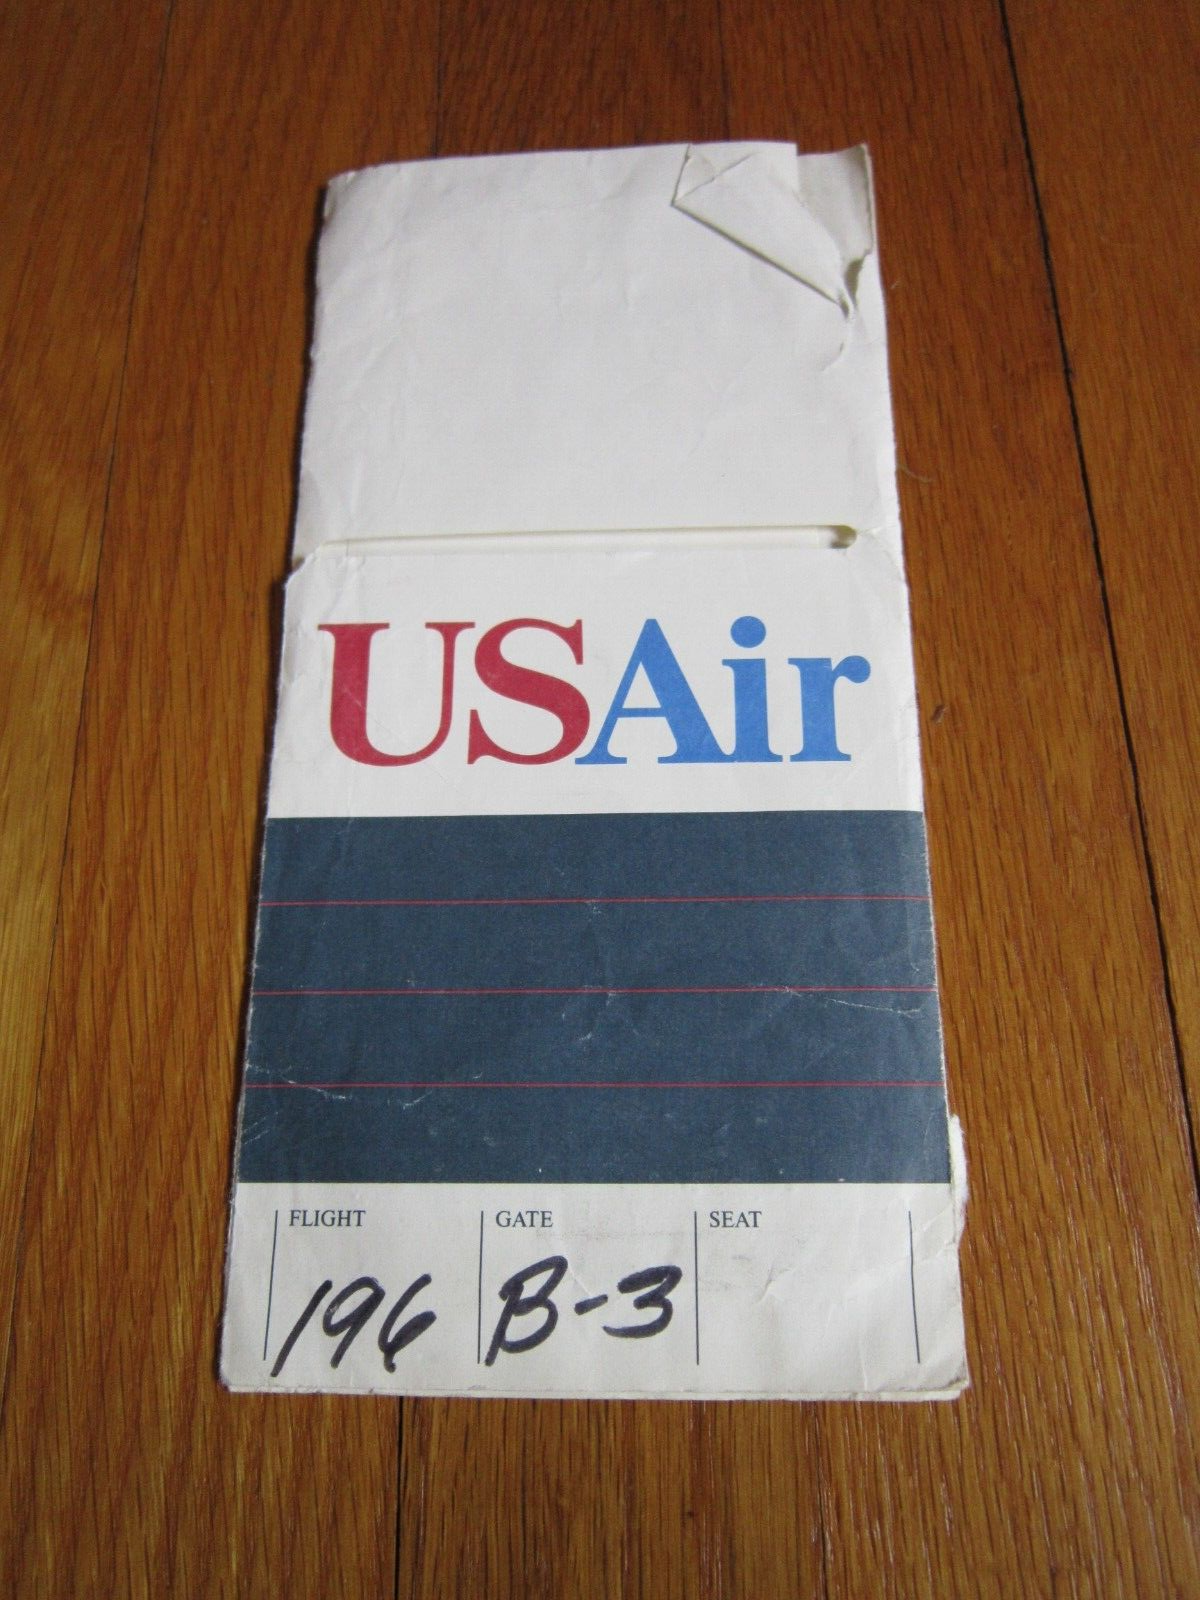 USAir
FLIGHT GATE SEAT
196 B-3